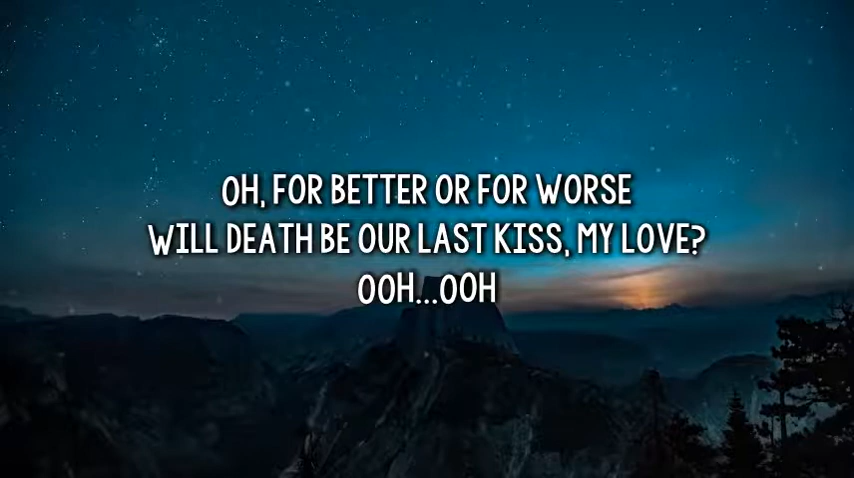 OH, FOR BETTER OR FOR WORSE
WILL DEATH BE OUR LAST KISS, MY LOVE?
OOH...OOH